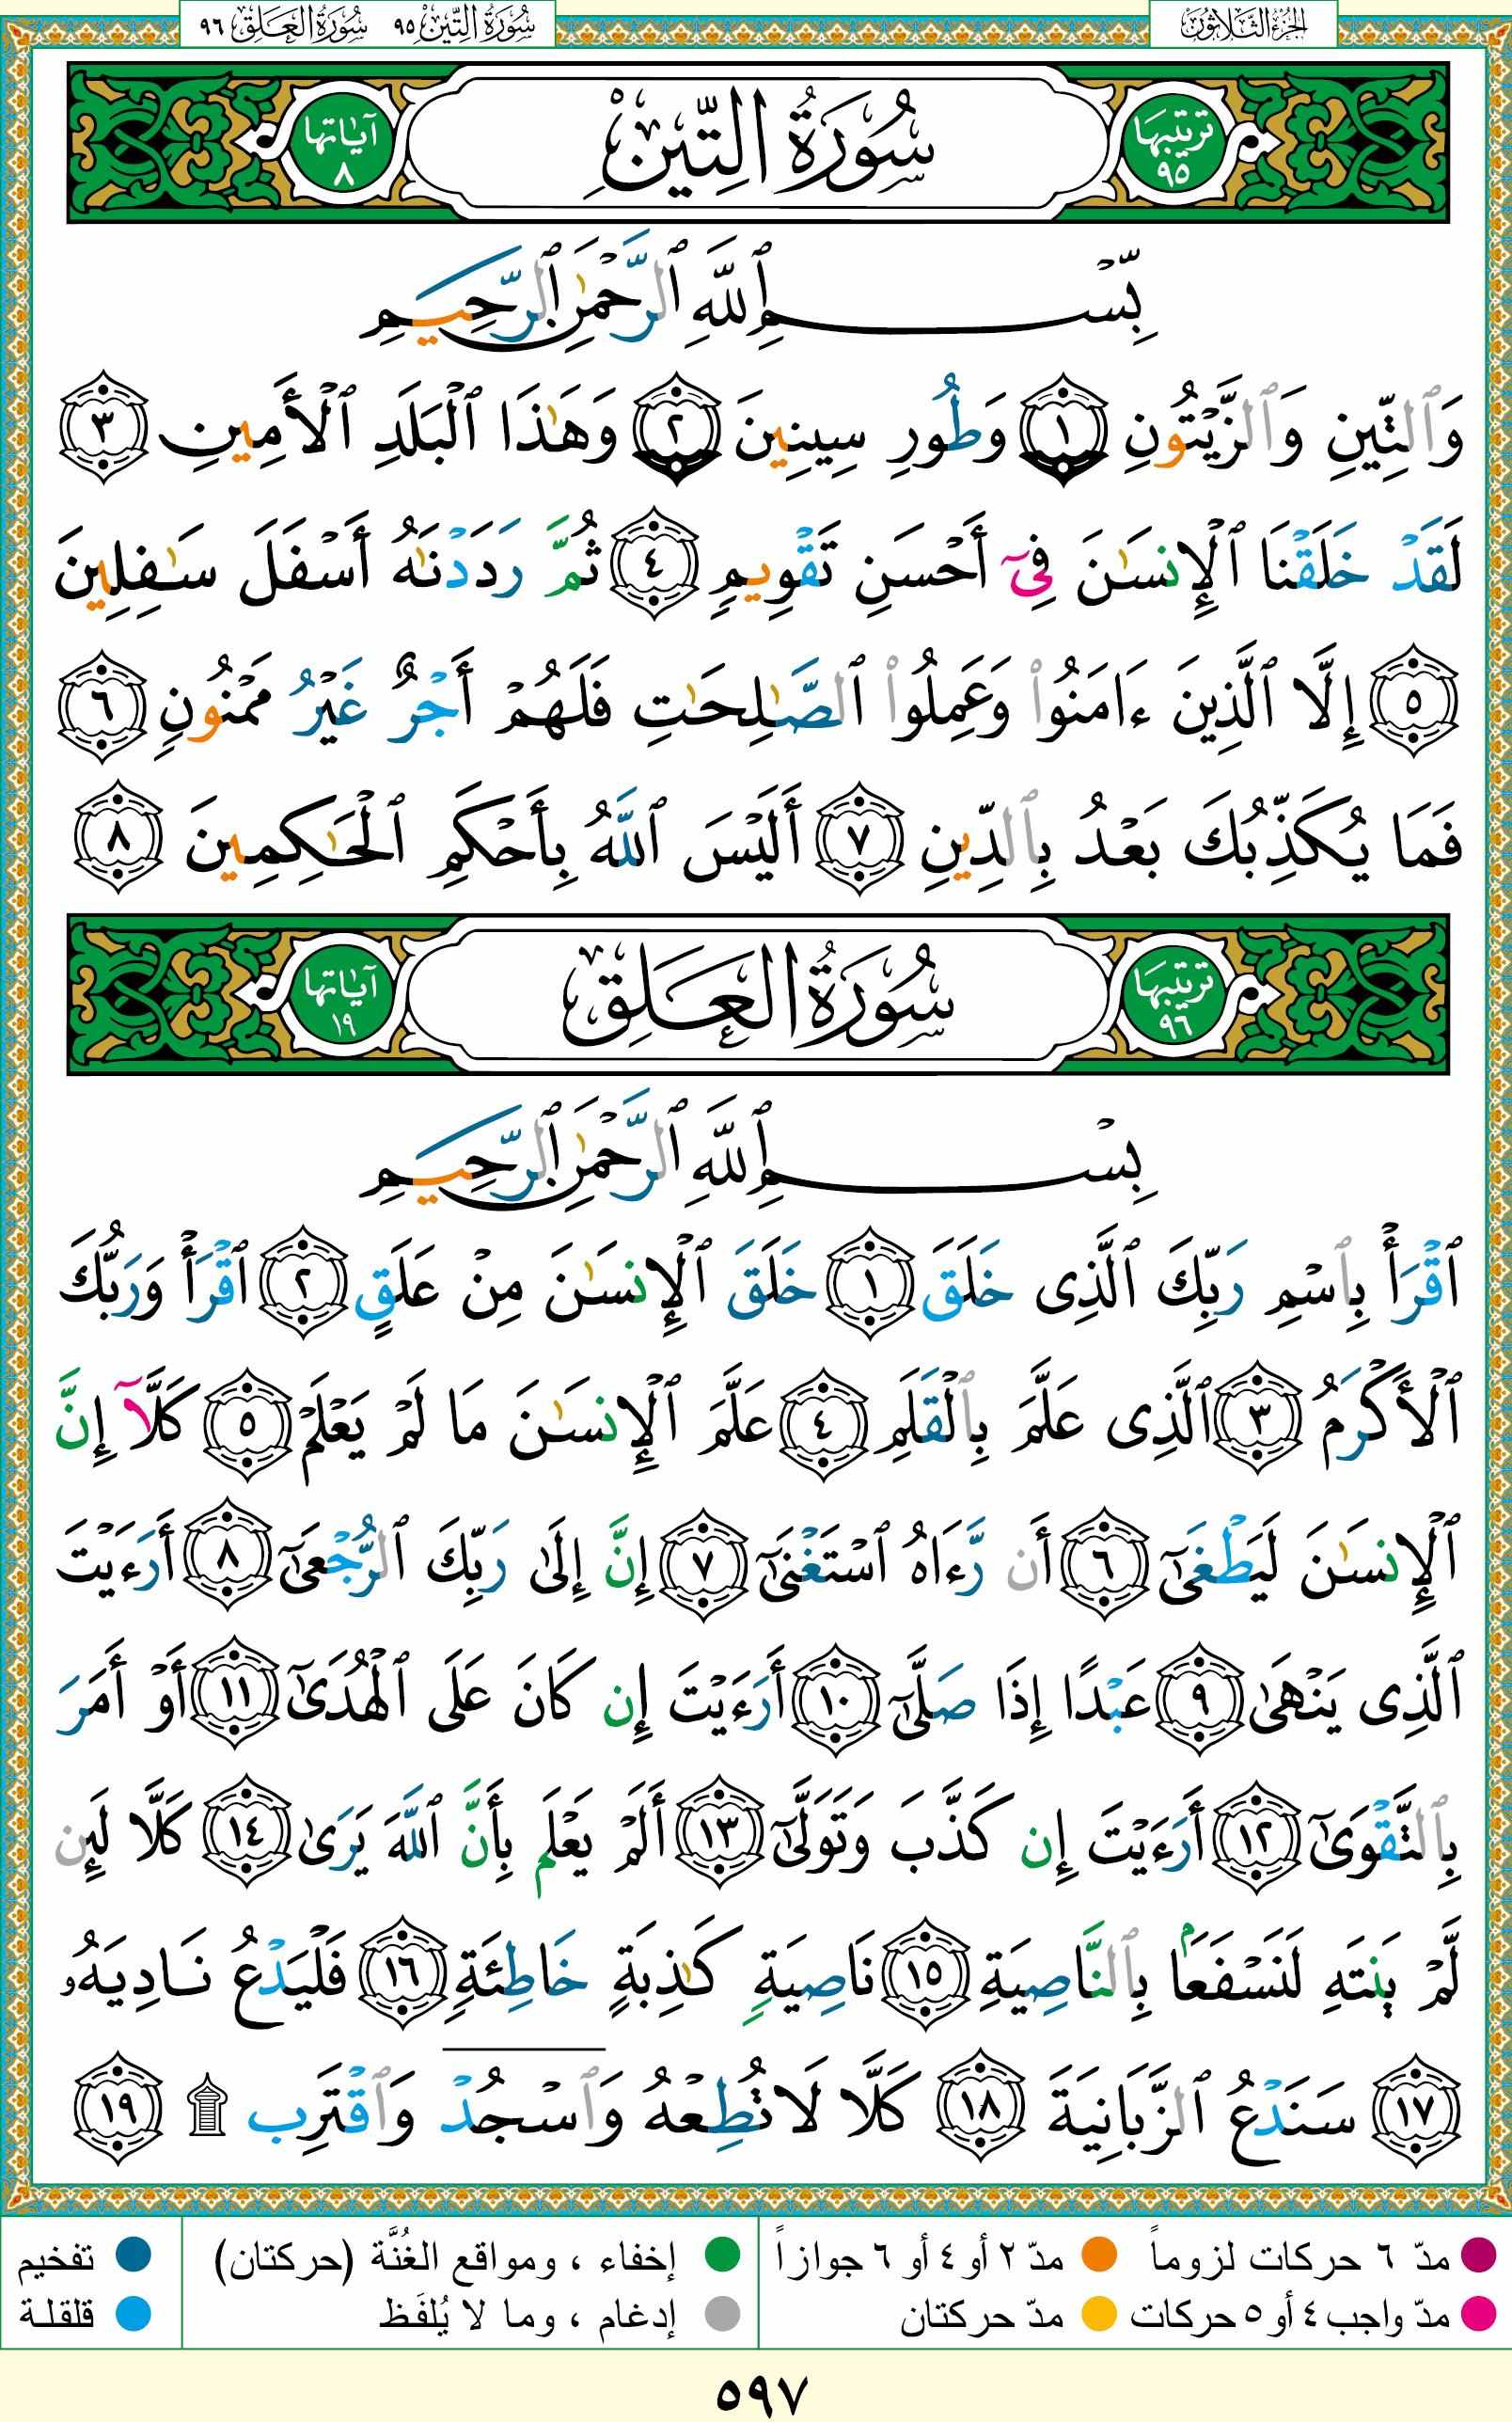 الجزء الثلاثون سورة التين ٩٥ سورة العلق ٩٦
ترتيبها ٩٥ سُورَةُ التِّينِ آياتها ٨
بِّسۡمِ ٱللَّهِ ٱلرَّحۡمَٰنِ ٱلرَّحِيمِ
وَٱلتِّينِ وَٱلزَّيۡتُونِ ١ وَطُورِ سِينِينَ ٢ وَهَٰذَا ٱلۡبَلَدِ ٱلۡأَمِينِ ٣
لَقَدۡ خَلَقۡنَا ٱلۡإِنسَٰنَ فِىٓ أَحۡسَنِ تَقۡوِيمٍ ٤ ثُمَّ رَدَدۡنَٰهُ أَسۡفَلَ سَٰفِلِينَ
٥ إِلَّا ٱلَّذِينَ ءَامَنُوا۟ وَعَمِلُوا۟ ٱلصَّٰلِحَٰتِ فَلَهُمۡ أَجۡرٌ غَيۡرُ مَمۡنُونٍ ٦
فَمَا يُكَذِّبُكَ بَعۡدُ بِٱلدِّينِ ٧ أَلَيۡسَ ٱللَّهُ بِأَحۡكَمِ ٱلۡحَٰكِمِينَ ٨
ترتيبها ٩٦ سُورَةُ العَلَقِ آياتها ١٩
بِسۡمِ ٱللَّهِ ٱلرَّحۡمَٰنِ ٱلرَّحِيمِ
ٱقۡرَأۡ بِٱسۡمِ رَبِّكَ ٱلَّذِى خَلَقَ ١ خَلَقَ ٱلۡإِنسَٰنَ مِنۡ عَلَقٍ ٢ ٱقۡرَأۡ وَرَبُّكَ
ٱلۡأَكۡرَمُ ٣ ٱلَّذِى عَلَّمَ بِٱلۡقَلَمِ ٤ عَلَّمَ ٱلۡإِنسَٰنَ مَا لَمۡ يَعۡلَمۡ ٥ كَلَّآ إِنَّ
ٱلۡإِنسَٰنَ لَيَطۡغَىٰٓ ٦ أَن رَّءَاهُ ٱسۡتَغۡنَىٰٓ ٧ إِنَّ إِلَىٰ رَبِّكَ ٱلرُّجۡعَىٰٓ ٨ أَرَءَيۡتَ
ٱلَّذِى يَنۡهَىٰ ٩ عَبۡدًا إِذَا صَلَّىٰٓ ١٠ أَرَءَيۡتَ إِن كَانَ عَلَى ٱلۡهُدَىٰٓ ١١ أَوۡ أَمَرَ
بِٱلتَّقۡوَىٰٓ ١٢ أَرَءَيۡتَ إِن كَذَّبَ وَتَوَلَّىٰٓ ١٣ أَلَمۡ يَعۡلَم بِأَنَّ ٱللَّهَ يَرَىٰ ١٤ كَلَّا لَئِن
لَّمۡ يَنتَهِ لَنَسۡفَعَۢا بِٱلنَّاصِيَةِ ١٥ نَاصِيَةٍ كَٰذِبَةٍ خَاطِئَةٍ ١٦ فَلۡيَدۡعُ نَادِيَهُۥ
١٧ سَنَدۡعُ ٱلزَّبَانِيَةَ ١٨ كَلَّا لَا تُطِعۡهُ وَٱسۡجُدۡ وَٱقۡتَرِب ۩ ١٩
مدّ ٦ حركات لزوماً مدّ ٢ أو ٤ أو ٦ جوازاً إخفاء ، ومواقع الغُنَّة (حركتان) تفخيم
مدّ واجب ٤ أو ٥ حركات مدّ حركتان إدغام ، وما لا يُلفَظ قلقلة
٥٩٧